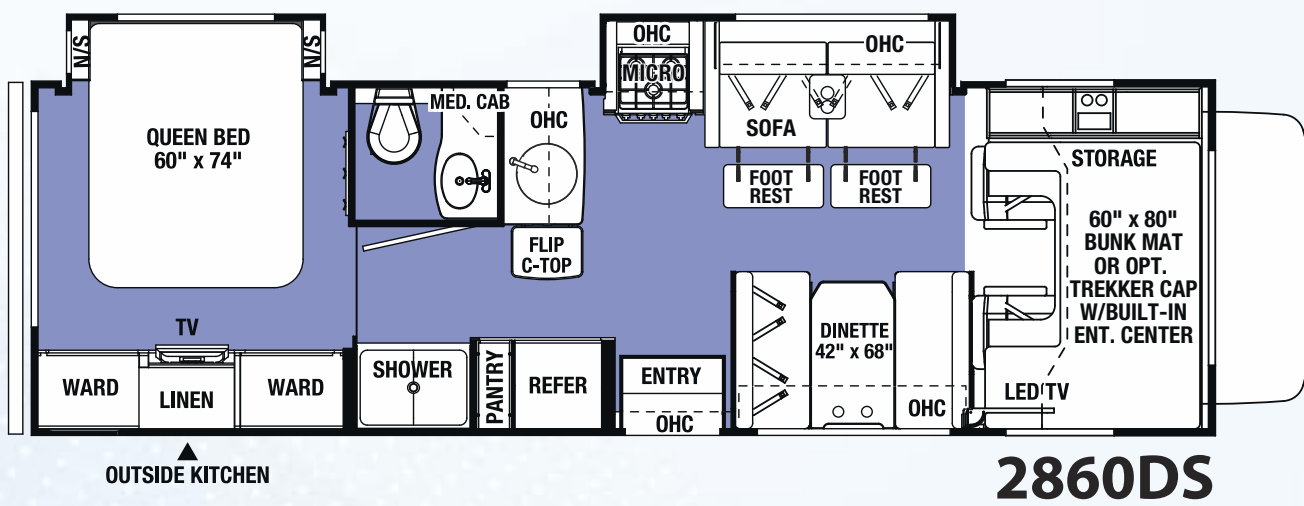 N/S
N/S
QUEEN BED
60" x 74"
MED. CAB
OHC
OHC
MICRO
OHC
SOFA
FOOT
REST
FOOT
REST
FLIP
C-TOP
STORAGE
60" x 80"
BUNK MAT
OR OPT.
TREKKER CAP
W/BUILT-IN
ENT. CENTER
LED TV
TV
WARD
LINEN
WARD
SHOWER
PANTRY
REFER
ENTRY
OHC
DINETTE
42" x 68"
OHC
OUTSIDE KITCHEN
2860DS